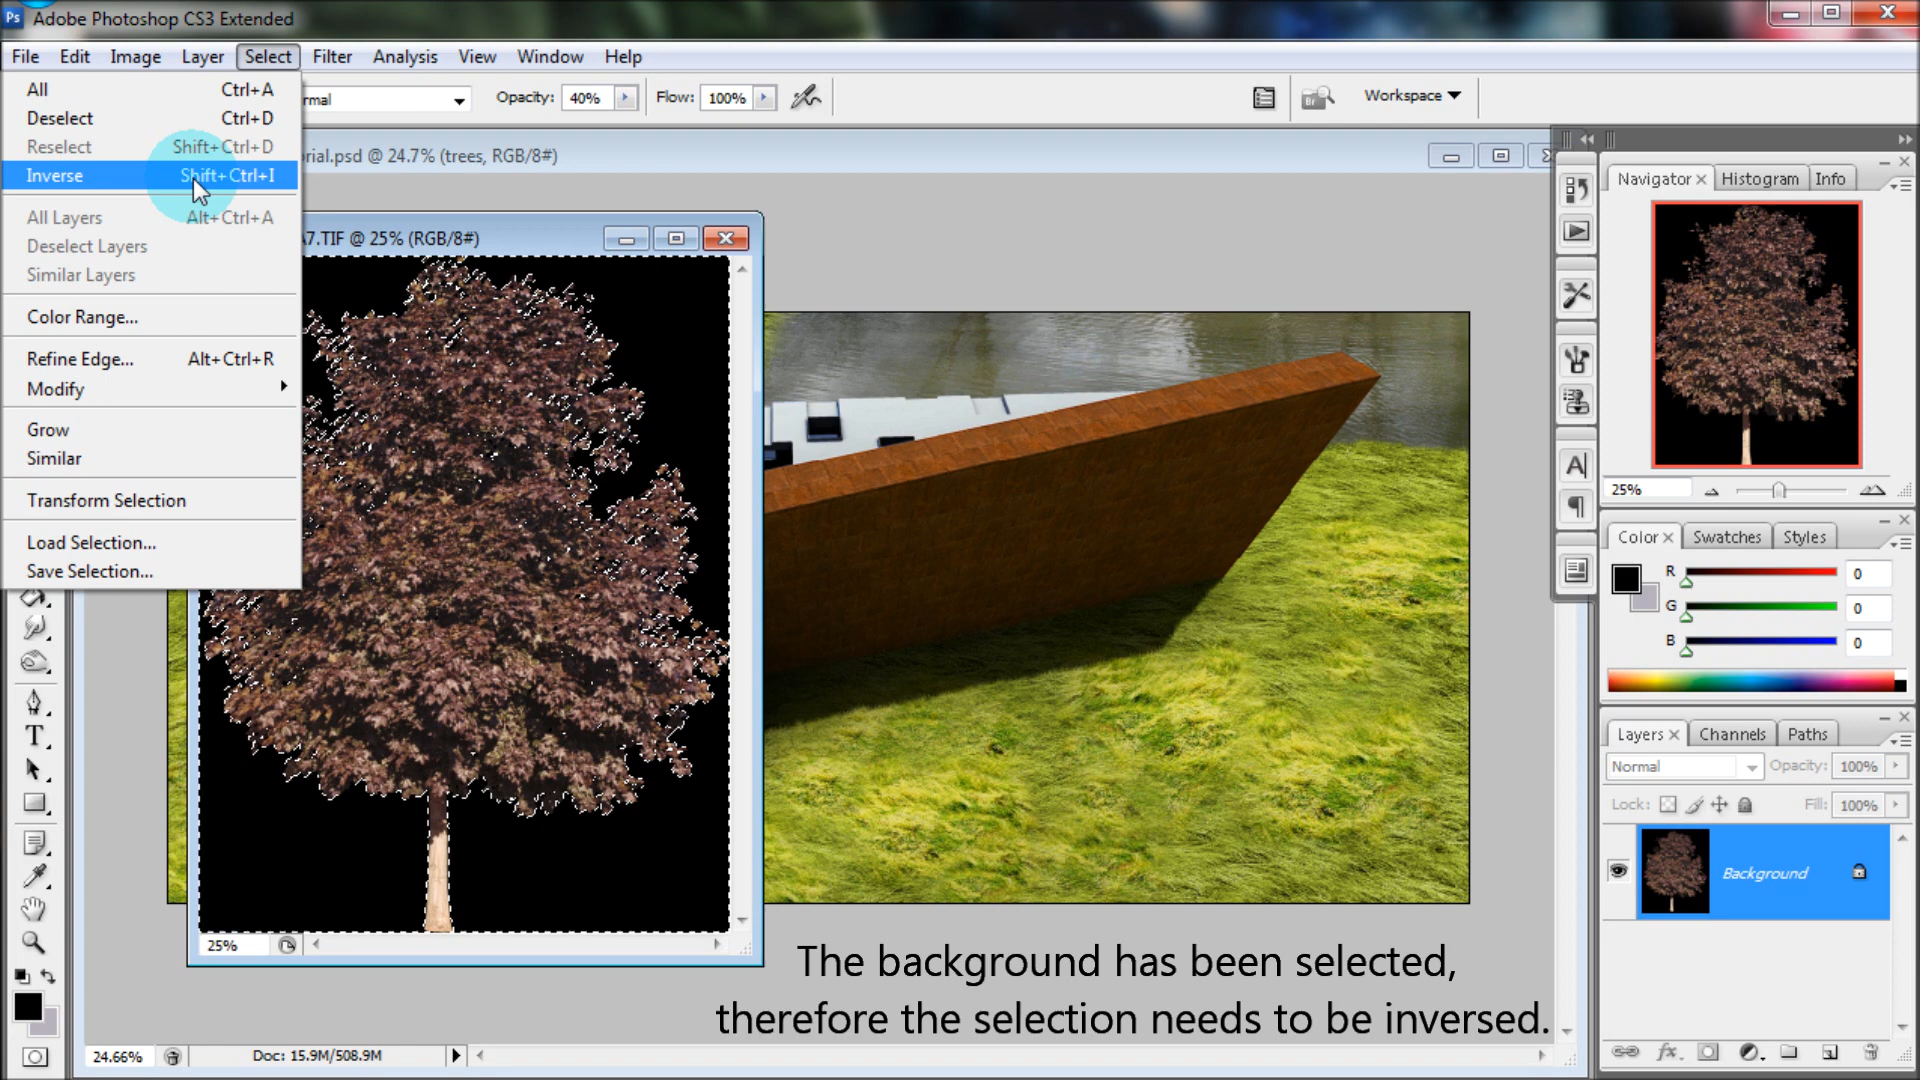 Ps Adobe Photoshop CS3 Extended
File Edit Image Layer Select Filter Analysis View Window Help
All Ctrl+A
Deselect Ctrl+D
Reselect Shift+Ctrl+D
Inverse Shift+Ctrl+I
All Layers Alt+Ctrl+A
Deselect Layers
Similar Layers
Color Range...
Refine Edge... Alt+Ctrl+R
Modify
Grow
Similar
Transform Selection
Load Selection...
Save Selection...
rmal Opacity: 40% Flow: 100% Br Workspace
rial.psd @ 24.7% (trees, RGB/8#)
A7.TIF @ 25% (RGB/8#)
25%
The background has been selected,
therefore the selection needs to be inversed.
24.66% Doc: 15.9M/508.9M
T
A
Navigator Histogram Info
25%
Color Swatches Styles
R 0
G 0
B 0
Layers Channels Paths
Normal Opacity: 100%
Lock: Fill: 100%
Background
fx.